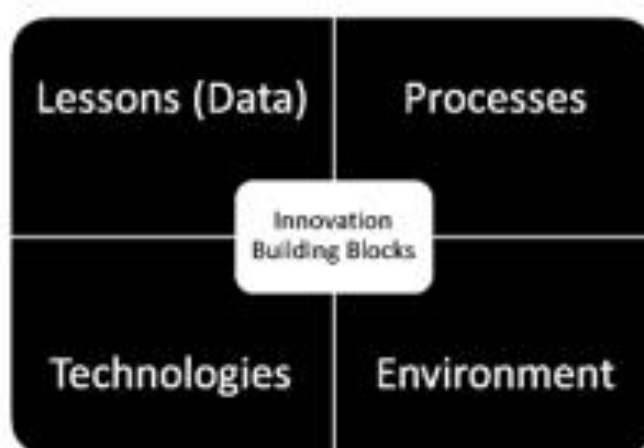 Lessons (Data)
Processes
Innovation
Building Blocks
Technologies
Environment